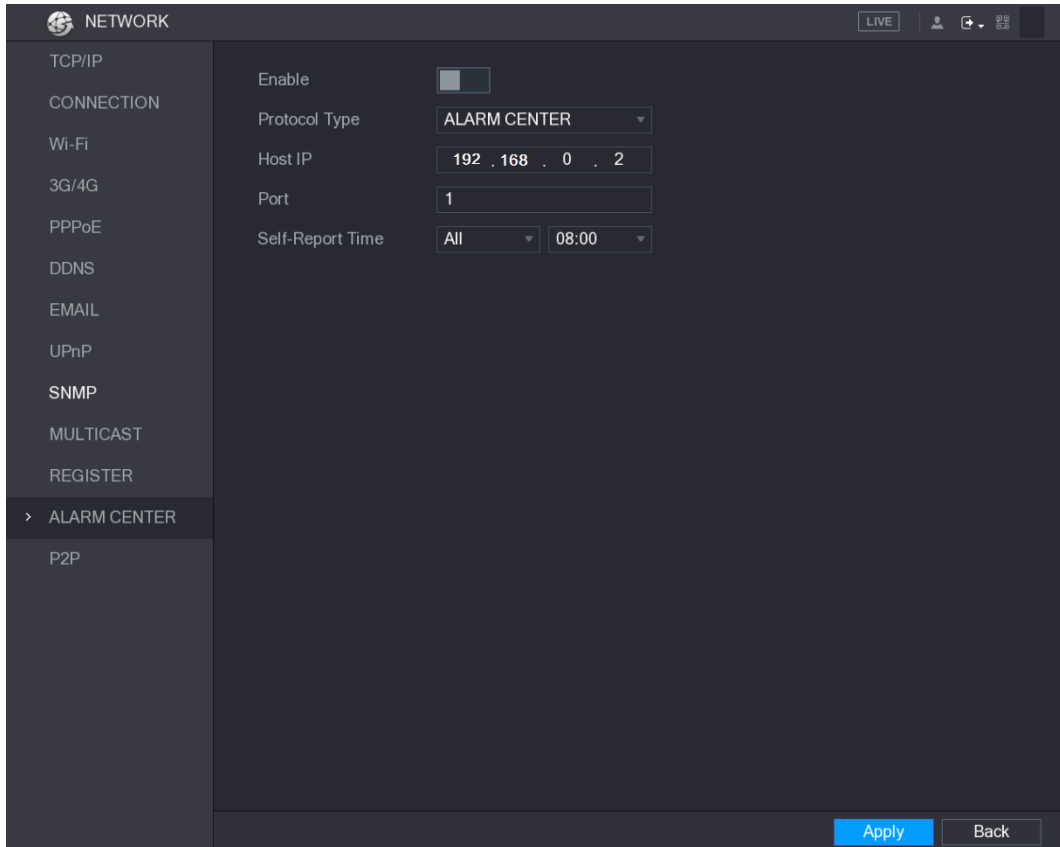 NETWORK
LIVE
TCP/IP
CONNECTION
Wi-Fi
3G/4G
PPPoE
DDNS
EMAIL
UPnP
SNMP
MULTICAST
REGISTER
> ALARM CENTER
P2P
Enable
Protocol Type ALARM CENTER
Host IP 192 . 168 . 0 . 2
Port 1
Self-Report Time All 08:00
Apply Back